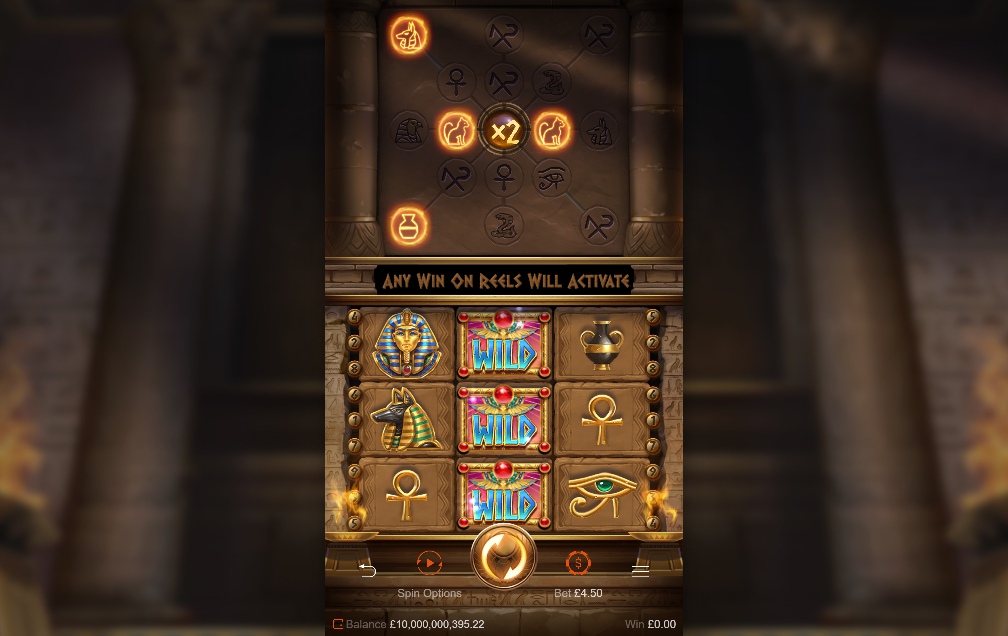 x2
ANY WIN ON REELS WILL ACTIVATE
WILD
WILD
WILD
Spin Options
Bet £4.50
Balance £10,000,000,395.22
Win £0.00